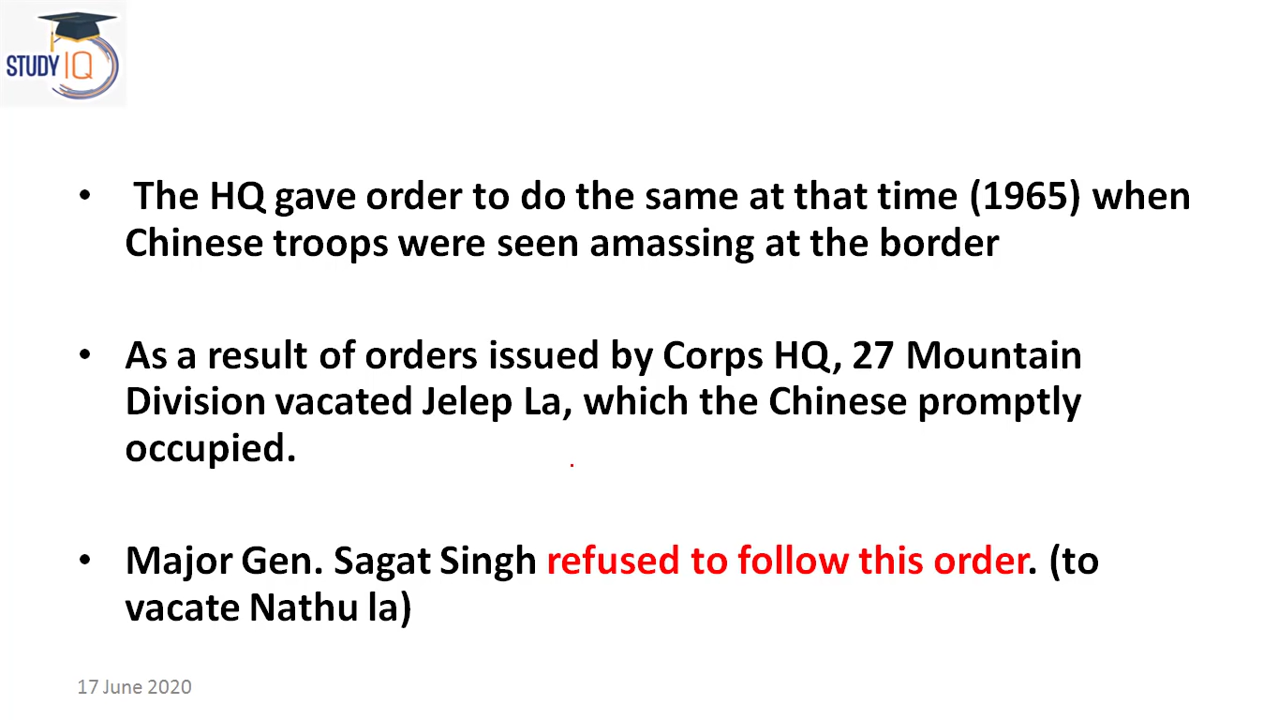 STUDY IQ
• The HQ gave order to do the same at that time (1965) when
Chinese troops were seen amassing at the border
• As a result of orders issued by Corps HQ, 27 Mountain
Division vacated Jelep La, which the Chinese promptly
occupied.
• Major Gen. Sagat Singh refused to follow this order. (to
vacate Nathu la)
17 June 2020